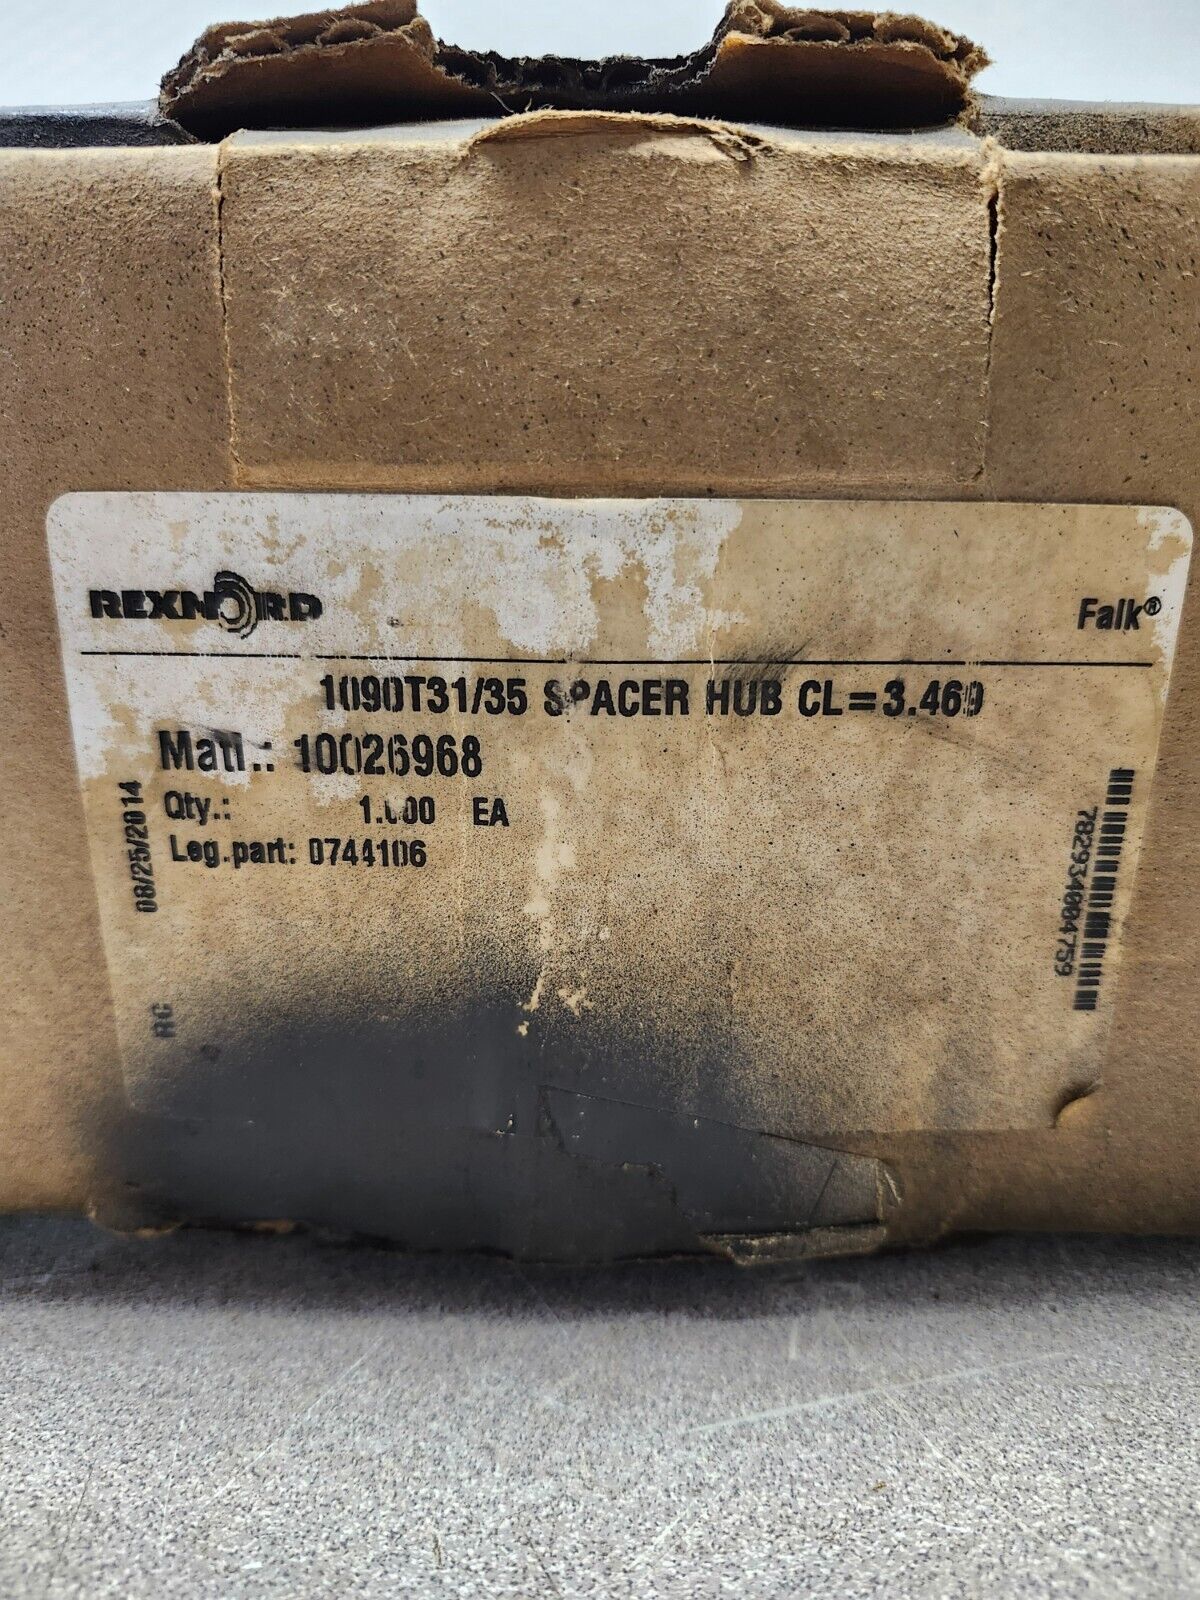 REXNORD
Falk®
1090T31/35 SPACER HUB CL=3.469
Matl.: 10026968
Qty.: 1.000 EA
Leg.part: 0744106
08/25/2014
RC
782934004759